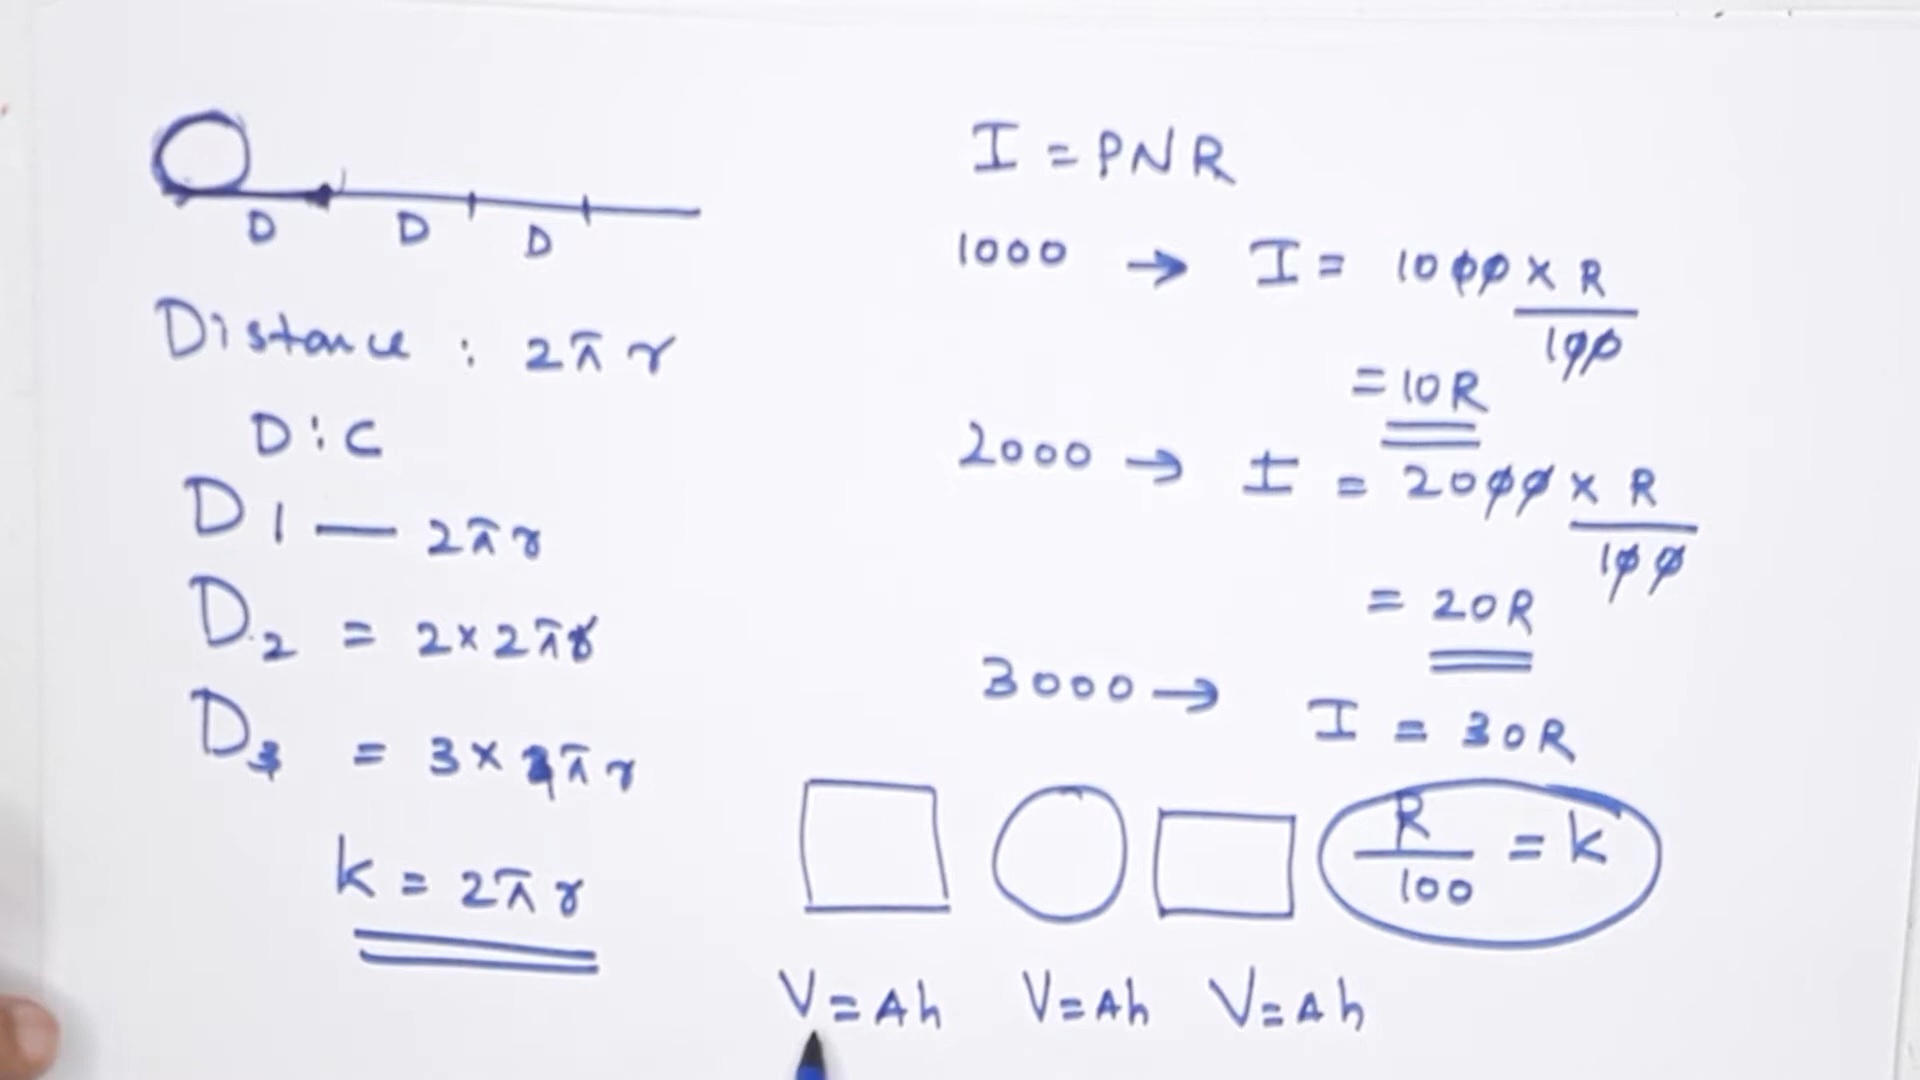 D D D
Distance : 2π r
D : C
D1 — 2πr
D2 = 2×2πr
D3 = 3×2πr
k = 2πr
I = PNR
1000 → I = 1000 × R
100
= 10R
2000 → I = 2000 × R
100
= 20R
3000 → I = 30R
R
100
= k
V=Ah V=Ah V=Ah